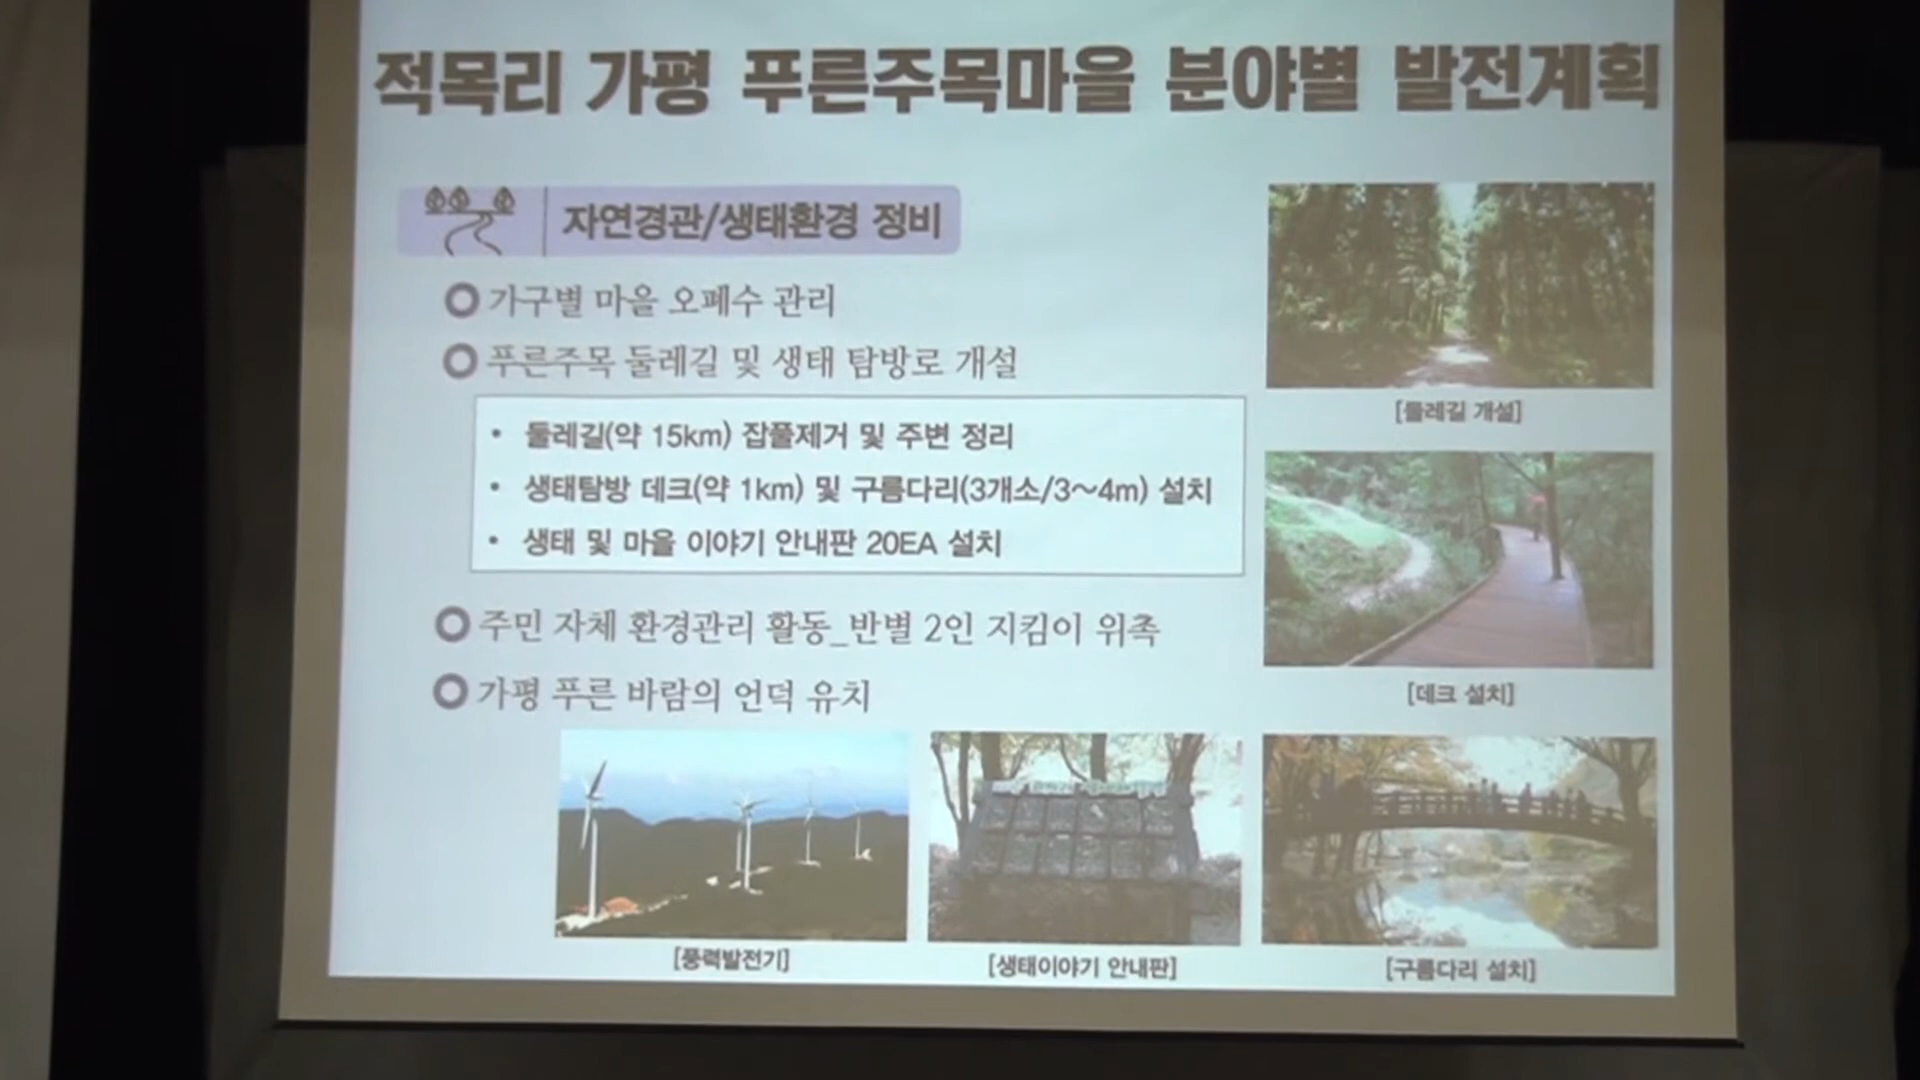 적목리 가평 푸른주목마을 분야별 발전계획
자연경관/생태환경 정비
가구별 마을 오폐수 관리
푸른주목 둘레길 및 생태 탐방로 개설
• 둘레길(약 15km) 잡풀제거 및 주변 정리
• 생태탐방 데크(약 1km) 및 구름다리(3개소/3~4m) 설치
• 생태 및 마을 이야기 안내판 20EA 설치
주민 자체 환경관리 활동_반별 2인 지킴이 위촉
가평 푸른 바람의 언덕 유치
[둘레길 개설]
[데크 설치]
[풍력발전기]
[생태이야기 안내판]
[구름다리 설치]